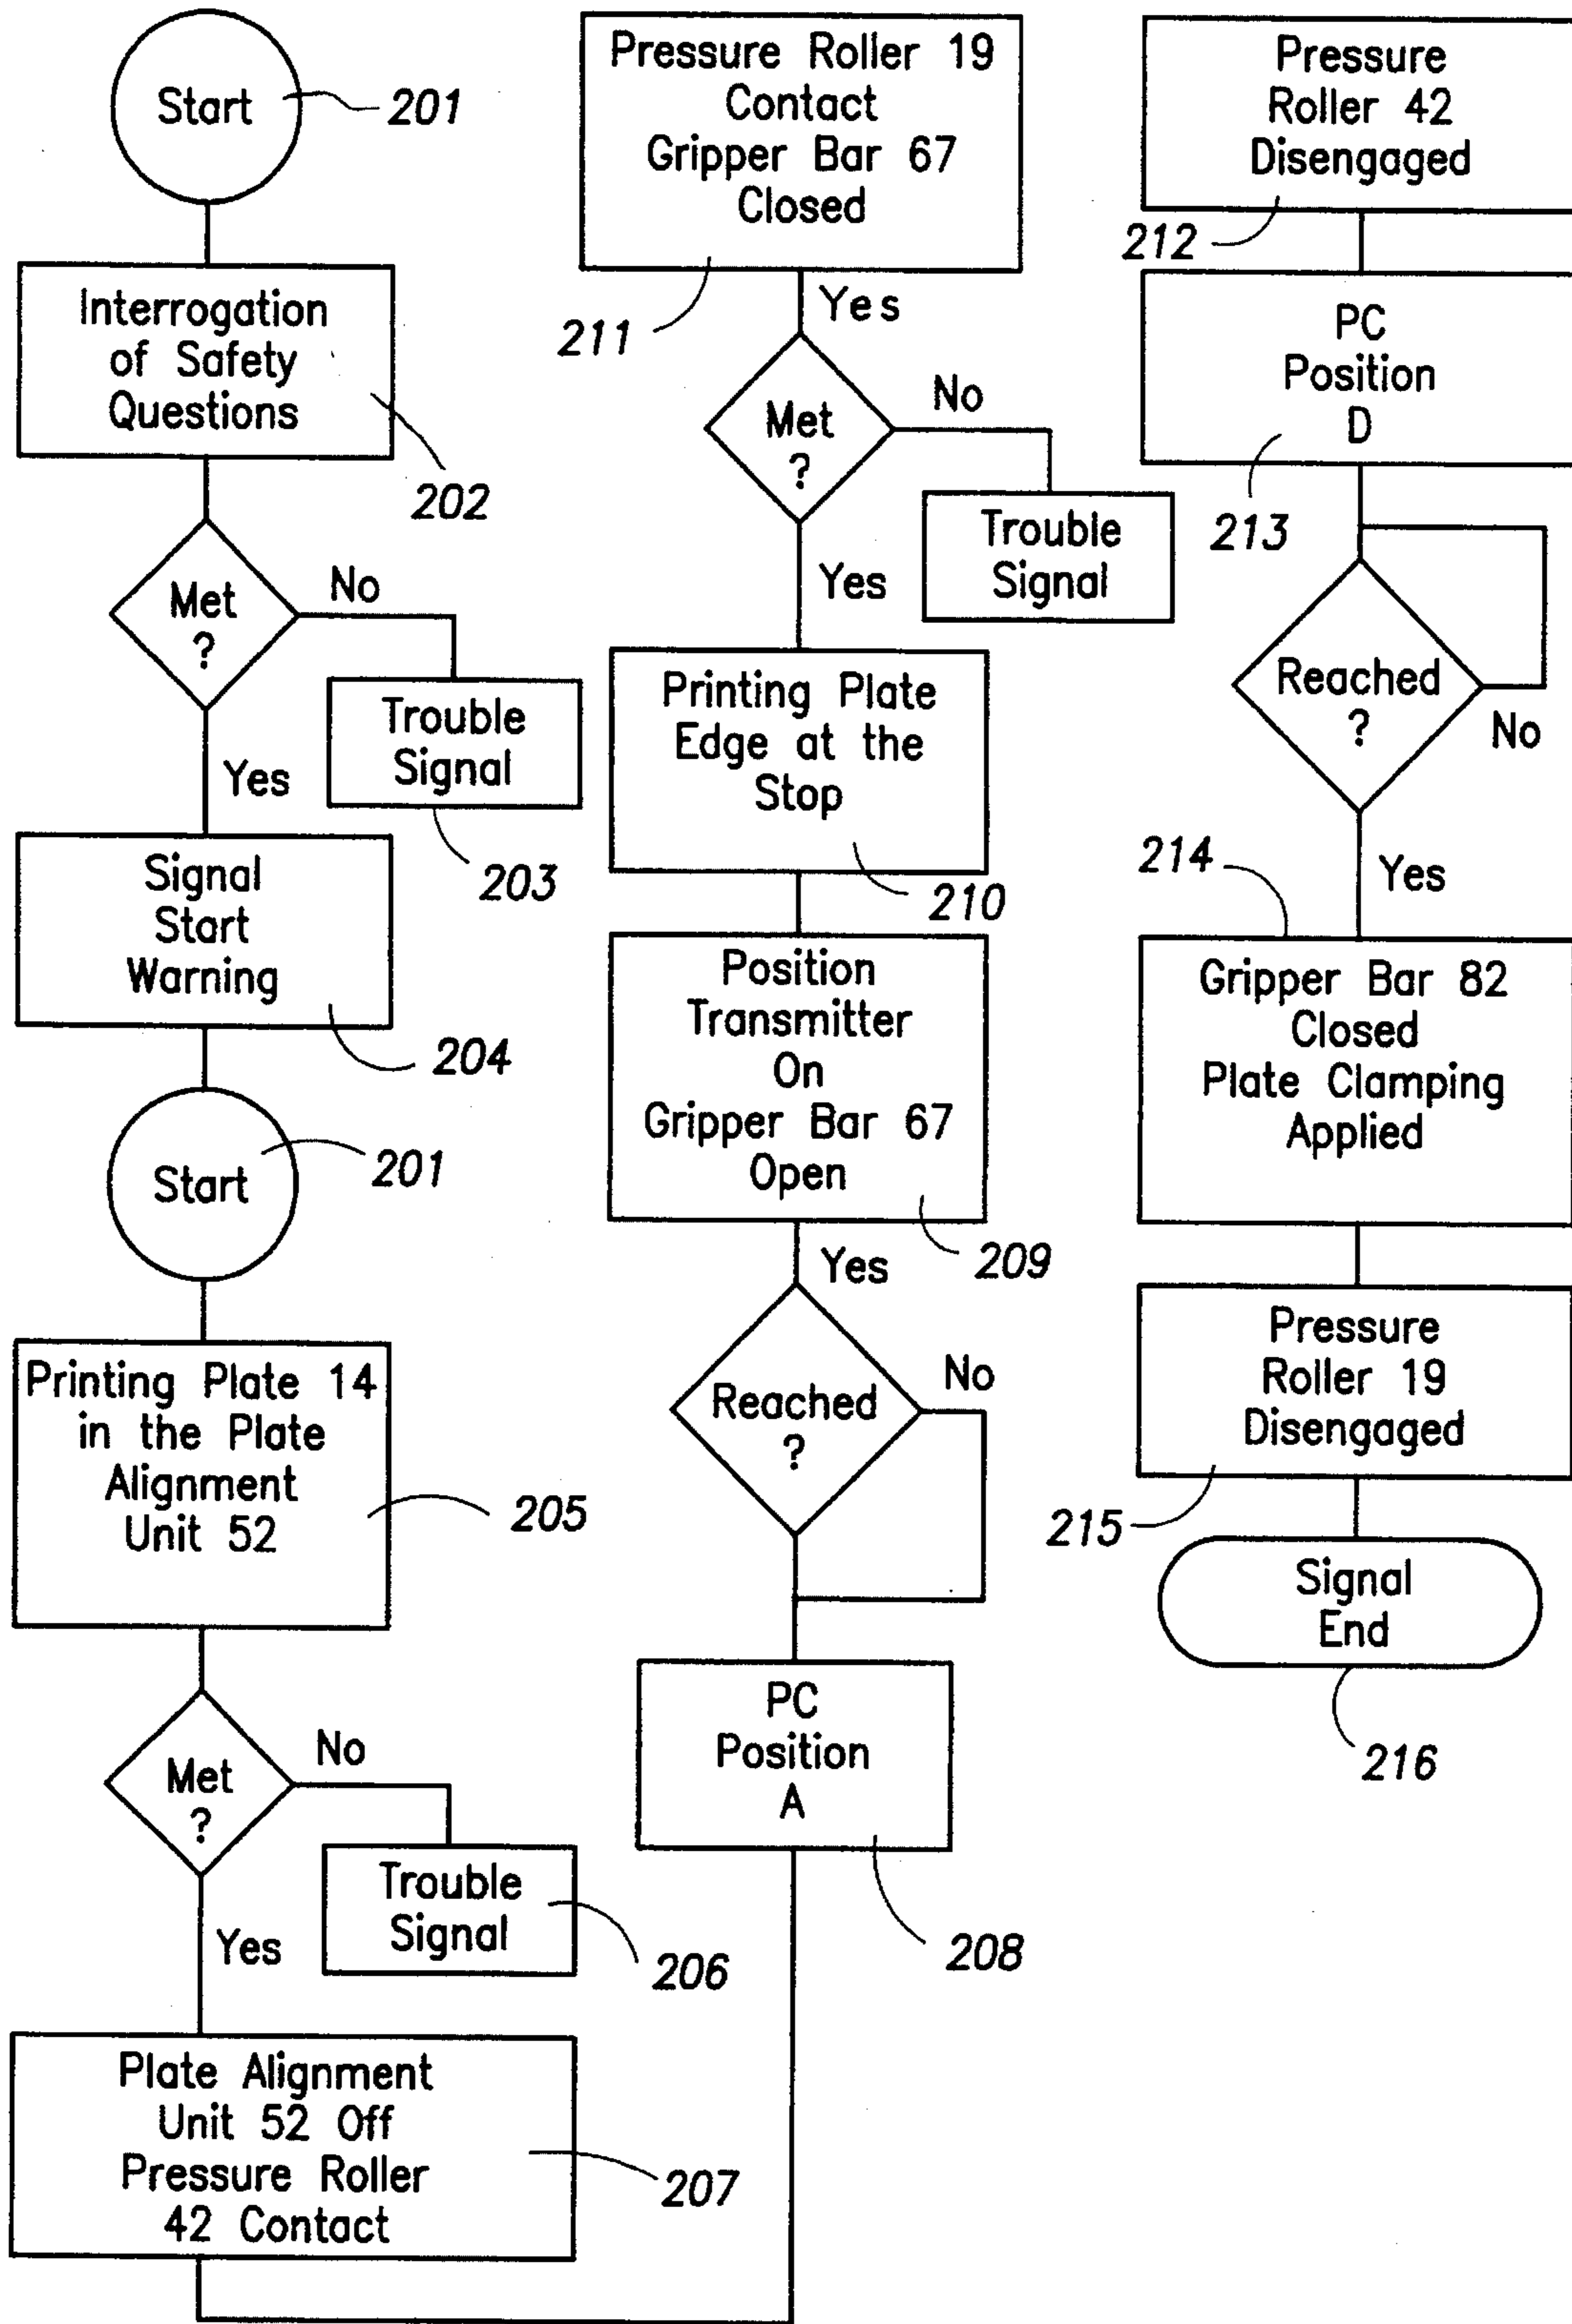 Start
201
Interrogation
of Safety
Questions
202
Met
?
No
Trouble
Signal
203
Yes
Signal
Start
Warning
204
Start
201
Printing Plate 14
in the Plate
Alignment
Unit 52
205
Met
?
No
Trouble
Signal
206
Yes
Plate Alignment
Unit 52 Off
Pressure Roller
42 Contact
207
Pressure Roller 19
Contact
Gripper Bar 67
Closed
211
Yes
Met
?
No
Trouble
Signal
Yes
Printing Plate
Edge at the
Stop
210
Position
Transmitter
On
Gripper Bar 67
Open
209
Yes
Reached
?
No
PC
Position
A
208
Pressure
Roller 42
Disengaged
212
PC
Position
D
213
Reached
?
No
Yes
214
Gripper Bar 82
Closed
Plate Clamping
Applied
Pressure
Roller 19
Disengaged
215
Signal
End
216